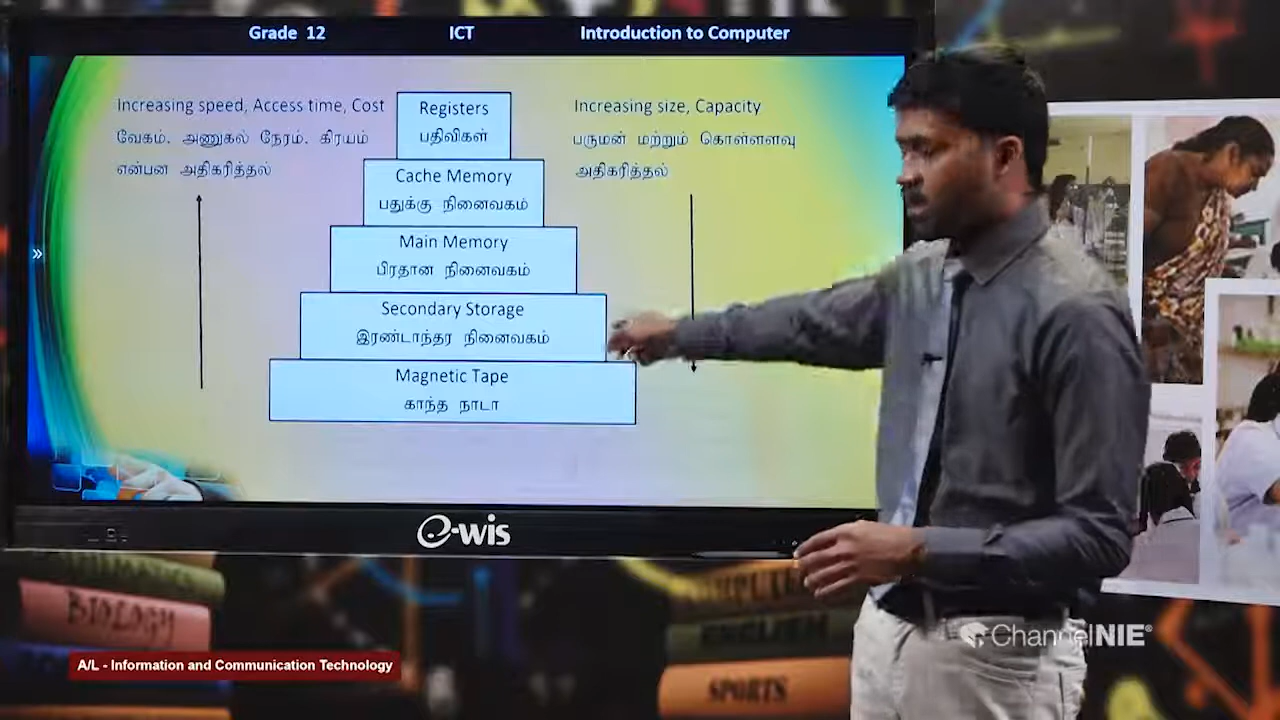 Grade 12 ICT Introduction to Computer
Increasing speed, Access time, Cost
வேகம். அணுகல் நேரம். கிரயம்
என்பன அதிகரித்தல்
Registers
பதிவிகள்
Cache Memory
பதுக்கு நினைவகம்
Main Memory
பிரதான நினைவகம்
Secondary Storage
இரண்டாந்தர நினைவகம்
Magnetic Tape
காந்த நாடா
Increasing size, Capacity
பருமன் மற்றும் கொள்ளளவு
அதிகரித்தல்
»
e-wis
BIOLOGY
ENGLISH
SPORTS
A/L - Information and Communication Technology
ChannelNIE®